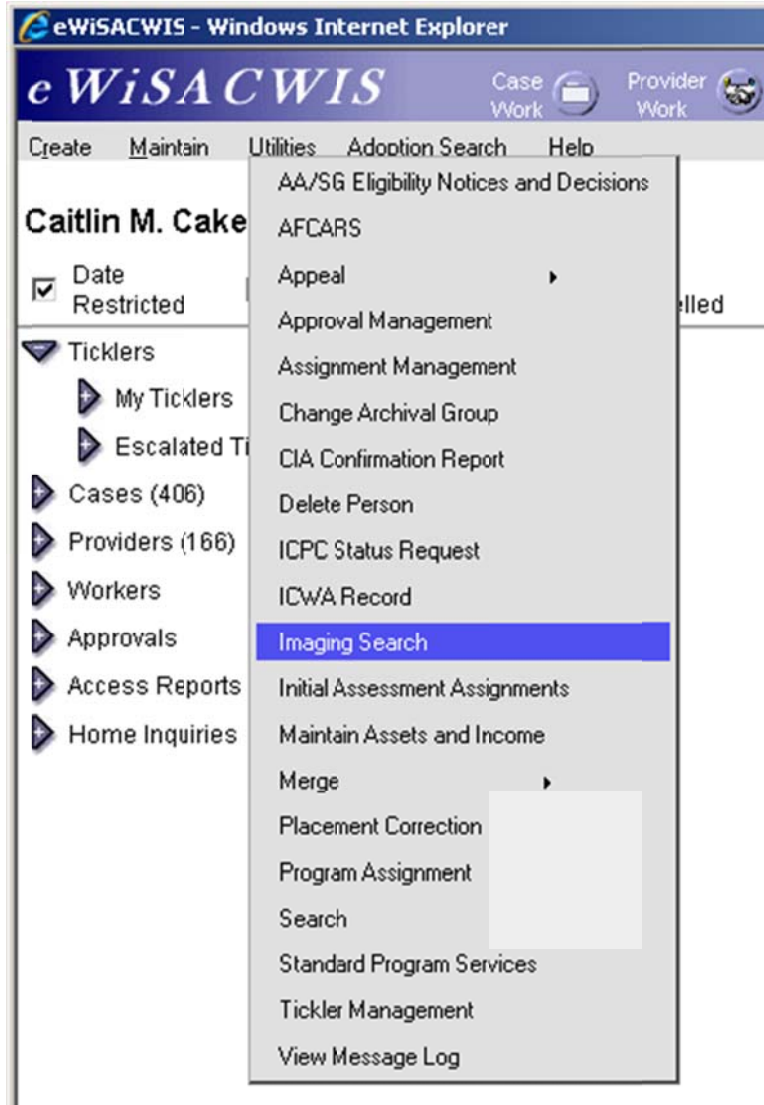 eWiSACWIS - Windows Internet Explorer
e WiSACWIS
Case Work
Provider Work
Create Maintain Utilities Adoption Search Help
Caitlin M. Cake
Date Restricted
elled
Ticklers
My Ticklers
Escalated Ti
Cases (406)
Providers (166)
Workers
Approvals
Access Reports
Home Inquiries
AA/SG Eligibility Notices and Decisions
AFCARS
Appeal
Approval Management
Assignment Management
Change Archival Group
CIA Confirmation Report
Delete Person
ICPC Status Request
ICWA Record
Imaging Search
Initial Assessment Assignments
Maintain Assets and Income
Merge
Placement Correction
Program Assignment
Search
Standard Program Services
Tickler Management
View Message Log